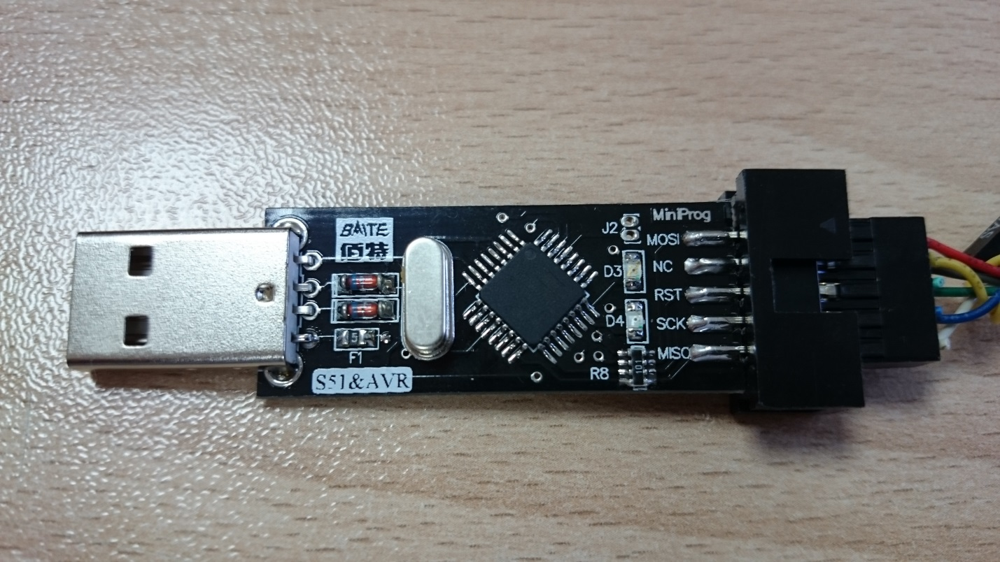 BAITE
佰特
F1
S51&AVR
J2
D3
D4
R8
MiniProg
MOSI
NC
RST
SCK
MISO